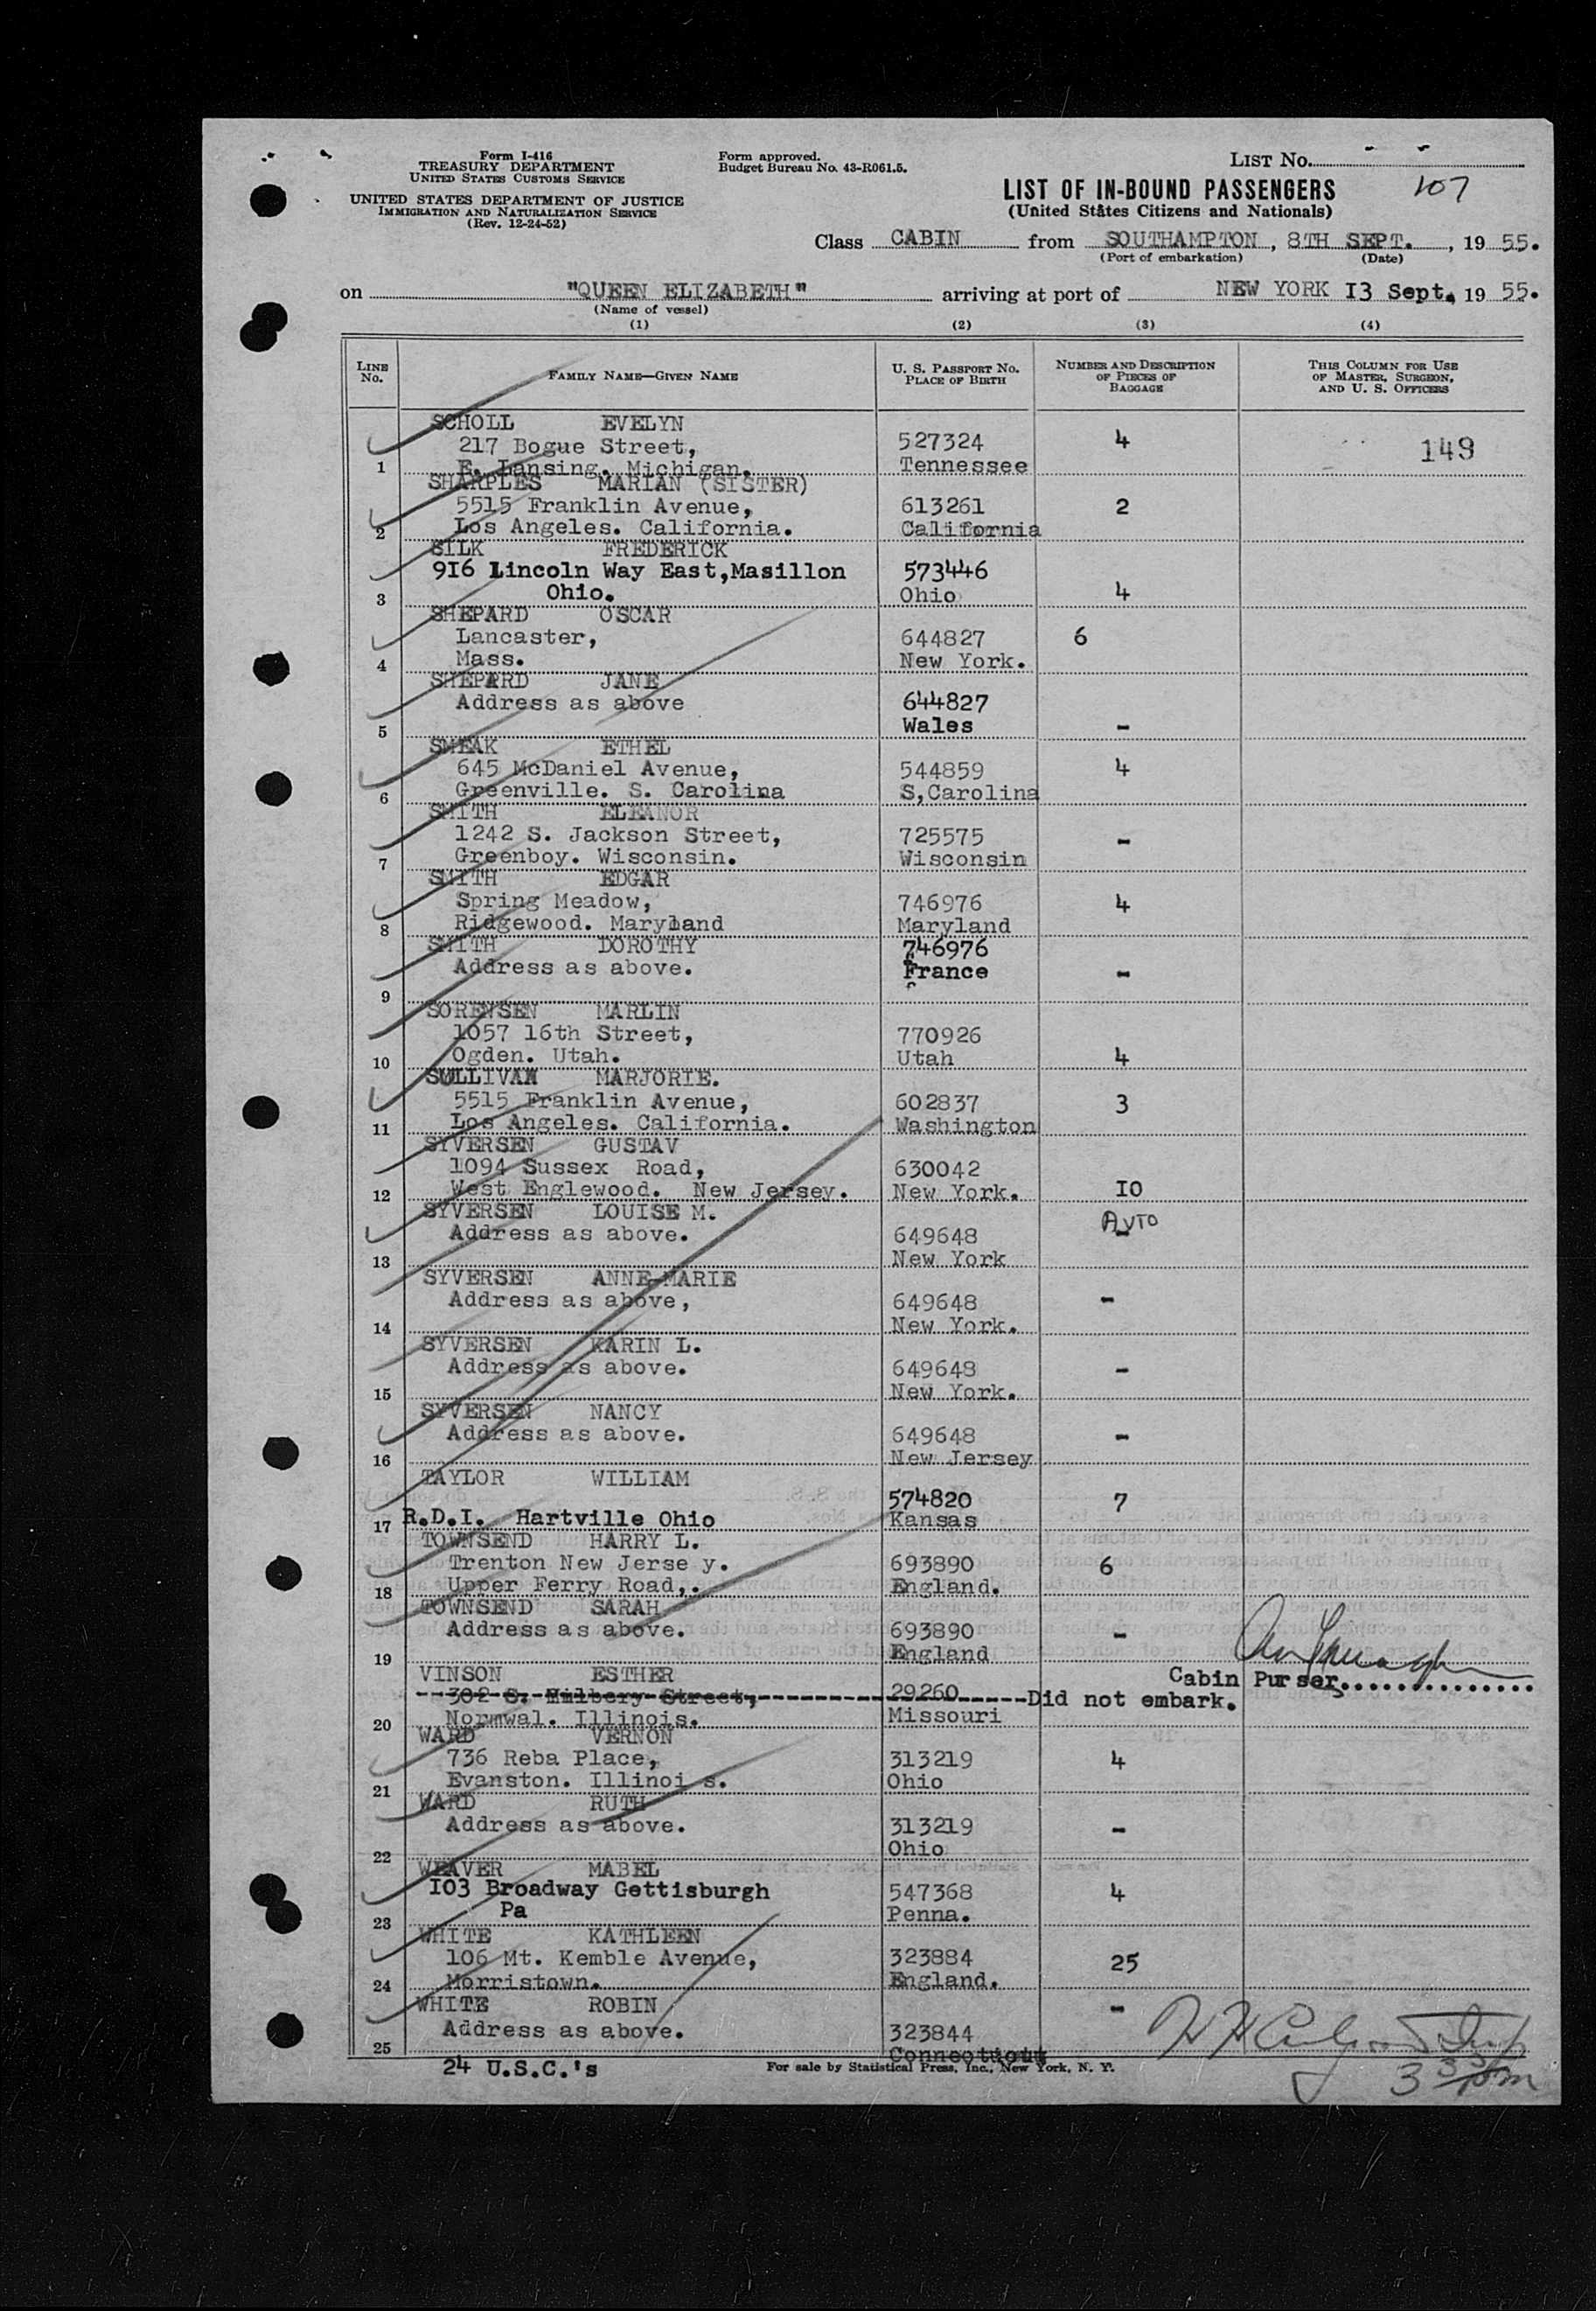 Form I-416
TREASURY DEPARTMENT
UNITED STATES CUSTOMS SERVICE
UNITED STATES DEPARTMENT OF JUSTICE
IMMIGRATION AND NATURALIZATION SERVICE
(Rev. 12-24-52)
Form approved.
Budget Bureau No. 43-R061.5.
LIST No.
LIST OF IN-BOUND PASSENGERS 107
(United States Citizens and Nationals)
Class CABIN from SOUTHAMPTON, 8TH SEPT., 19 55.
(Port of embarkation) (Date)
on "QUEEN ELIZABETH" arriving at port of NEW YORK I3 Sept. 19 55.
(Name of vessel)
(1) (2) (3) (4)
LINE No. FAMILY NAME—GIVEN NAME U. S. PASSPORT No. PLACE OF BIRTH NUMBER AND DESCRIPTION OF PIECES OF BAGGAGE THIS COLUMN FOR USE OF MASTER, SURGEON, AND U. S. OFFICERS
SCHOLL EVELYN
217 Bogue Street, 527324 4 149
1 E. Lansing. Michigan. Tennessee
SHARPLES MARIAN (SISTER)
5515 Franklin Avenue, 613261 2
2 Los Angeles. California. California
SILK FREDERICK
9I6 Lincoln Way East,Masillon 573446
3 Ohio. Ohio 4
SHEPARD OSCAR
Lancaster, 644827 6
4 Mass. New York.
SHEPARD JANE
Address as above 644827
5 Wales -
SMEAK ETHEL
645 McDaniel Avenue, 544859 4
6 Greenville. S. Carolina S,Carolina
SMITH ELEANOR
1242 S. Jackson Street, 725575 -
7 Greenboy. Wisconsin. Wisconsin
SMITH EDGAR
Spring Meadow, 746976 4
8 Ridgewood. Maryland Maryland
SMITH DOROTHY 746976
Address as above. France -
9
SORENSEN MARLIN
1057 16th Street, 770926
10 Ogden. Utah. Utah 4
SULLIVAN MARJORIE.
5515 Franklin Avenue, 602837 3
11 Los Angeles. California. Washington
SYVERSEN GUSTAV
1094 Sussex Road, 630042
12 West Englewood. New Jersey. New York. IO
SYVERSEN LOUISE M. AUTO
Address as above. 649648 -
13 New York
SYVERSEN ANNE-MARIE
Address as above, 649648 -
14 New York.
SYVERSEN KARIN L.
Address as above. 649648 -
15 New York.
SYVERSEN NANCY
Address as above. 649648 -
16 New Jersey
TAYLOR WILLIAM
574820 7
17 R.D.I. Hartville Ohio Kansas
TOWNSEND HARRY L.
Trenton New Jerse y. 693890 6
18 Upper Ferry Road,. England.
TOWNSEND SARAH
Address as above. 693890 -
19 England
VINSON ESTHER Cabin Purser..............
302 S. Milbery Street, 29260 Did not embark.
20 Normwal. Illinois. Missouri
WARD VERNON
736 Reba Place, 313219 4
21 Evanston. Illinoi s. Ohio
WARD RUTH
Address as above. 313219 -
22 Ohio
WEAVER MABEL
I03 Broadway Gettisburgh 547368 4
23 Pa Penna.
WHITE KATHLEEN
106 Mt. Kemble Avenue, 323884 25
24 Morristown. England.
WHITE ROBIN -
Address as above. 323844
25 Connecticut
24 U.S.C.'s For sale by Statistical Press, Inc., New York, N. Y.